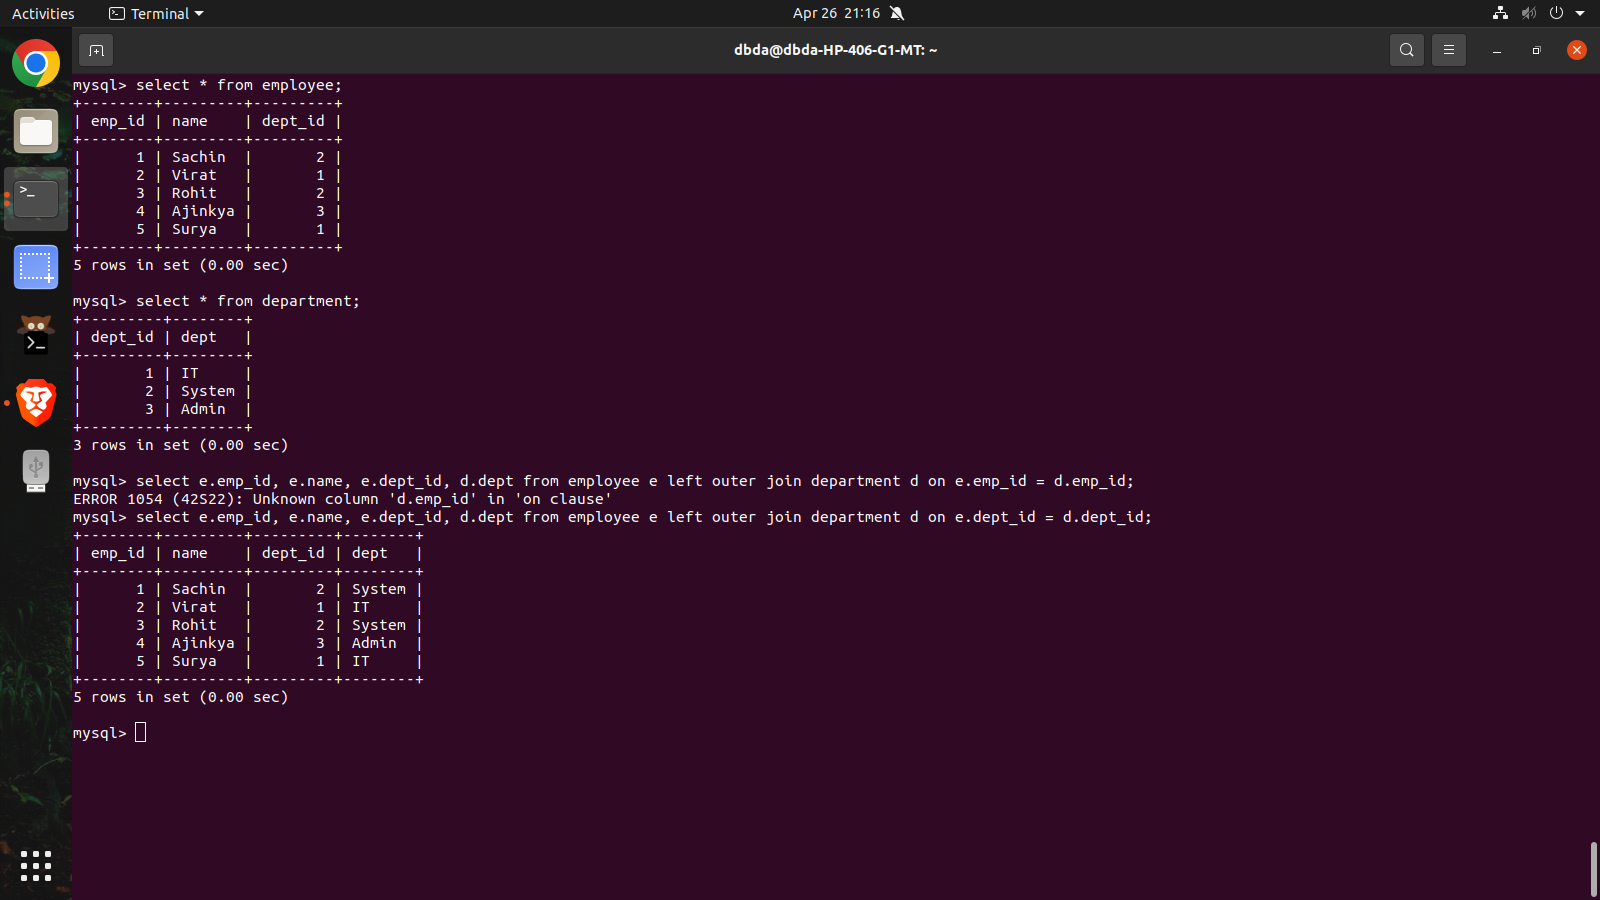 Activities Terminal Apr 26 21:16
dbda@dbda-HP-406-G1-MT: ~
mysql> select * from employee;
+--------+---------+---------+
| emp_id | name    | dept_id |
+--------+---------+---------+
|      1 | Sachin  |       2 |
|      2 | Virat   |       1 |
|      3 | Rohit   |       2 |
|      4 | Ajinkya |       3 |
|      5 | Surya   |       1 |
+--------+---------+---------+
5 rows in set (0.00 sec)
mysql> select * from department;
+---------+--------+
| dept_id | dept   |
+---------+--------+
|       1 | IT     |
|       2 | System |
|       3 | Admin  |
+---------+--------+
3 rows in set (0.00 sec)
mysql> select e.emp_id, e.name, e.dept_id, d.dept from employee e left outer join department d on e.emp_id = d.emp_id;
ERROR 1054 (42S22): Unknown column 'd.emp_id' in 'on clause'
mysql> select e.emp_id, e.name, e.dept_id, d.dept from employee e left outer join department d on e.dept_id = d.dept_id;
+--------+---------+---------+--------+
| emp_id | name    | dept_id | dept   |
+--------+---------+---------+--------+
|      1 | Sachin  |       2 | System |
|      2 | Virat   |       1 | IT     |
|      3 | Rohit   |       2 | System |
|      4 | Ajinkya |       3 | Admin  |
|      5 | Surya   |       1 | IT     |
+--------+---------+---------+--------+
5 rows in set (0.00 sec)
mysql>